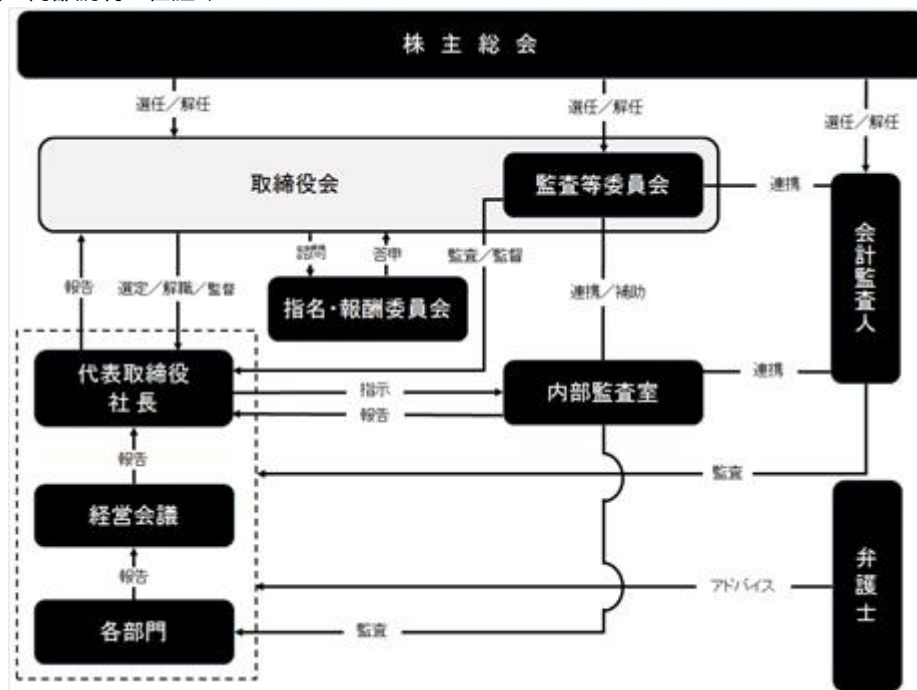 株主総会
選任／解任
選任／解任
選任／解任
取締役会
監査等委員会
連携
会計監査人
報告
選定／解職／監督
諮問
答申
監査／監督
連携／補助
指名・報酬委員会
代表取締役
社長
指示
報告
内部監査室
連携
報告
監査
経営会議
報告
アドバイス
弁護士
各部門
監査